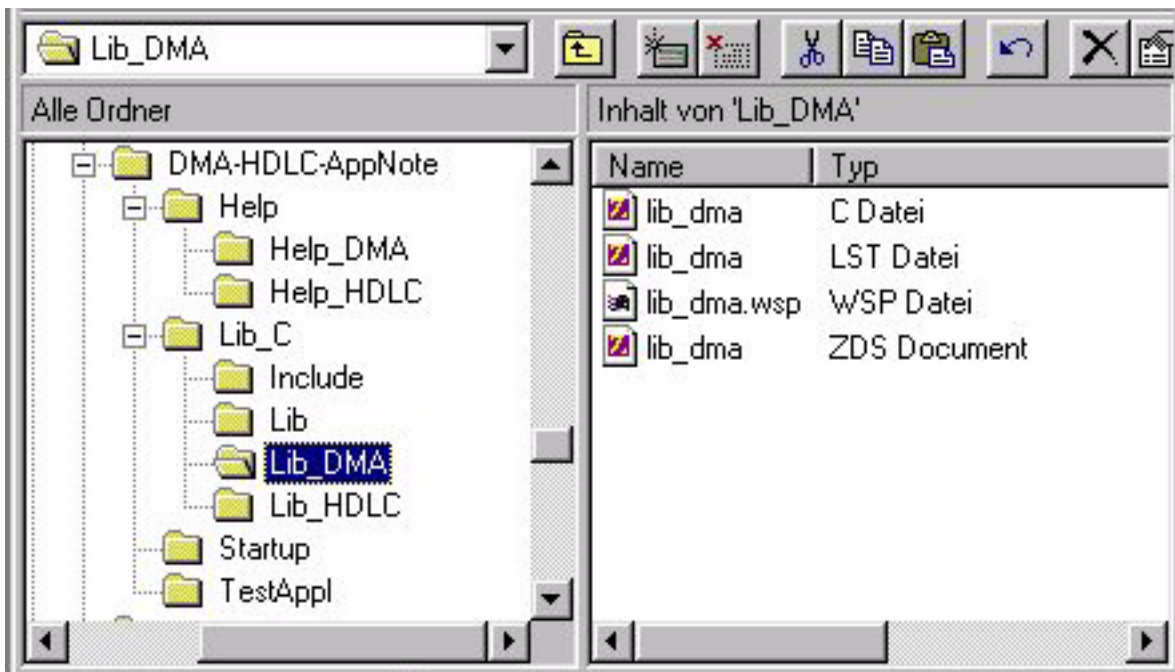 Lib_DMA
Alle Ordner
Inhalt von 'Lib_DMA'
DMA-HDLC-AppNote
Help
Help_DMA
Help_HDLC
Lib_C
Include
Lib
Lib_DMA
Lib_HDLC
Startup
TestAppl
Name Typ
lib_dma C Datei
lib_dma LST Datei
lib_dma.wsp WSP Datei
lib_dma ZDS Document